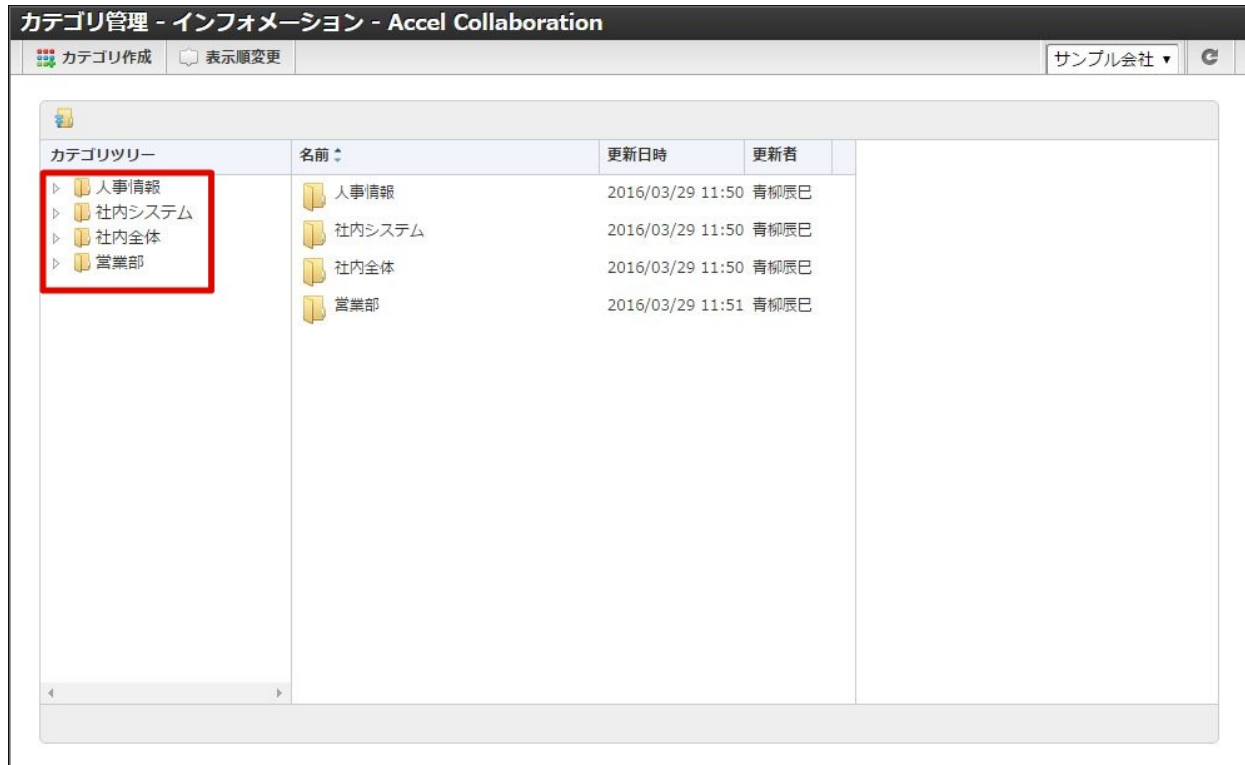 カテゴリ管理 - インフォメーション - Accel Collaboration
カテゴリ作成 表示順変更 サンプル会社
カテゴリツリー 名前 更新日時 更新者
人事情報
社内システム
社内全体
営業部
人事情報 2016/03/29 11:50 青柳辰巳
社内システム 2016/03/29 11:50 青柳辰巳
社内全体 2016/03/29 11:50 青柳辰巳
営業部 2016/03/29 11:51 青柳辰巳